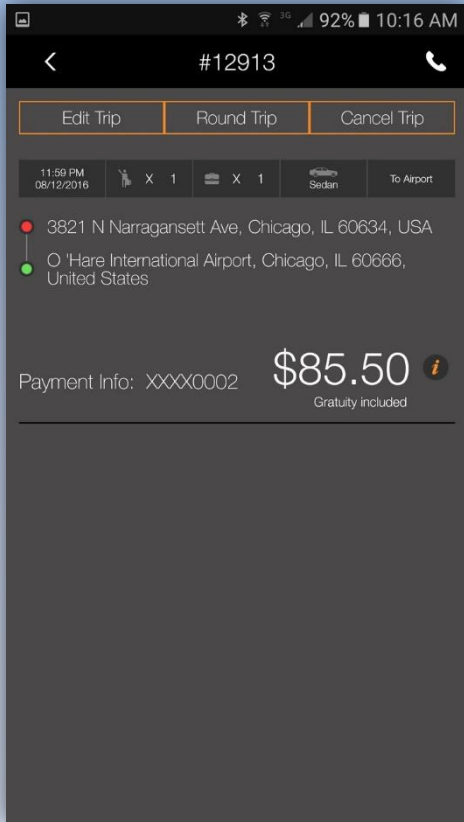 3G 92% 10:16 AM
#12913
Edit Trip Round Trip Cancel Trip
11:59 PM
08/12/2016
X 1
X 1
Sedan
To Airport
3821 N Narragansett Ave, Chicago, IL 60634, USA
O 'Hare International Airport, Chicago, IL 60666,
United States
Payment Info: XXXX0002
$85.50
i
Gratuity included